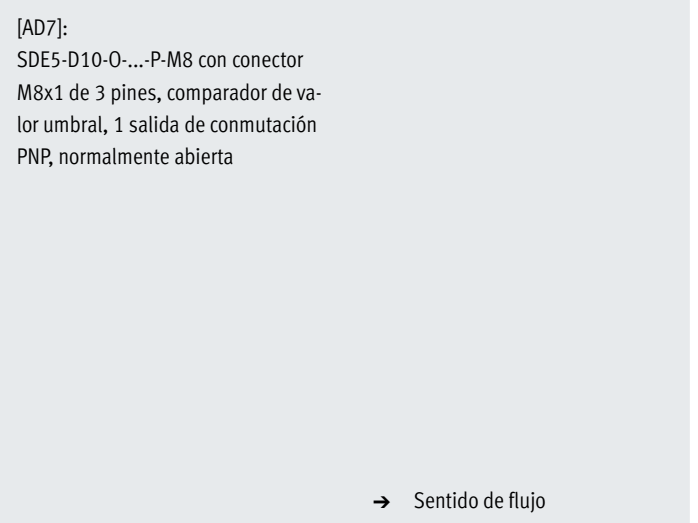 [AD7]:
SDE5-D10-O-...-P-M8 con conector
M8x1 de 3 pines, comparador de va-
lor umbral, 1 salida de conmutación
PNP, normalmente abierta
➔ Sentido de flujo